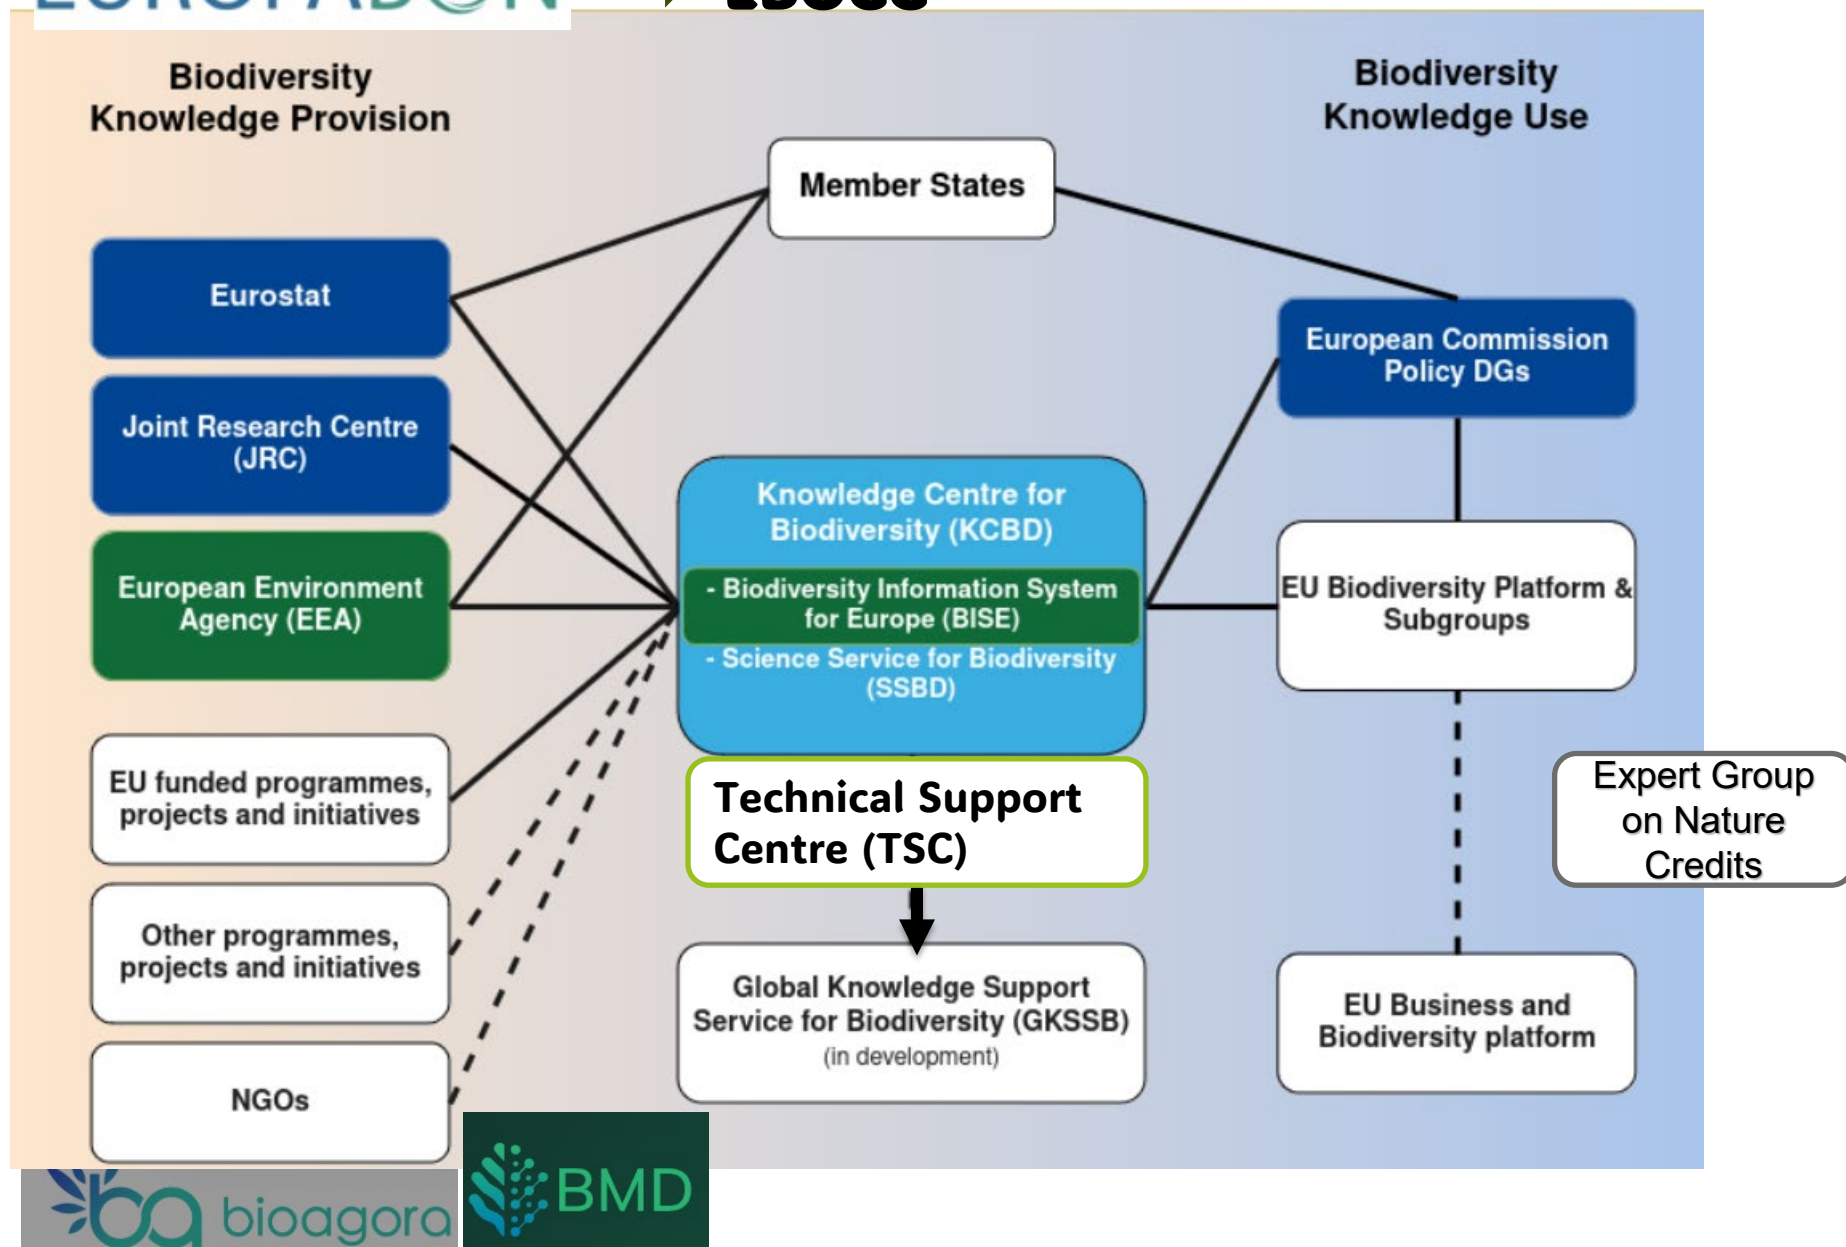 EUROPABON
EBOCC
Biodiversity
Knowledge Provision
Biodiversity
Knowledge Use
Member States
Eurostat
European Commission
Policy DGs
Joint Research Centre
(JRC)
Knowledge Centre for
Biodiversity (KCBD)
- Biodiversity Information System
for Europe (BISE)
- Science Service for Biodiversity
(SSBD)
European Environment
Agency (EEA)
EU Biodiversity Platform &
Subgroups
EU funded programmes,
projects and initiatives
Technical Support
Centre (TSC)
Expert Group
on Nature
Credits
Other programmes,
projects and initiatives
Global Knowledge Support
Service for Biodiversity (GKSSB)
(in development)
EU Business and
Biodiversity platform
NGOs
bg bioagora
BMD